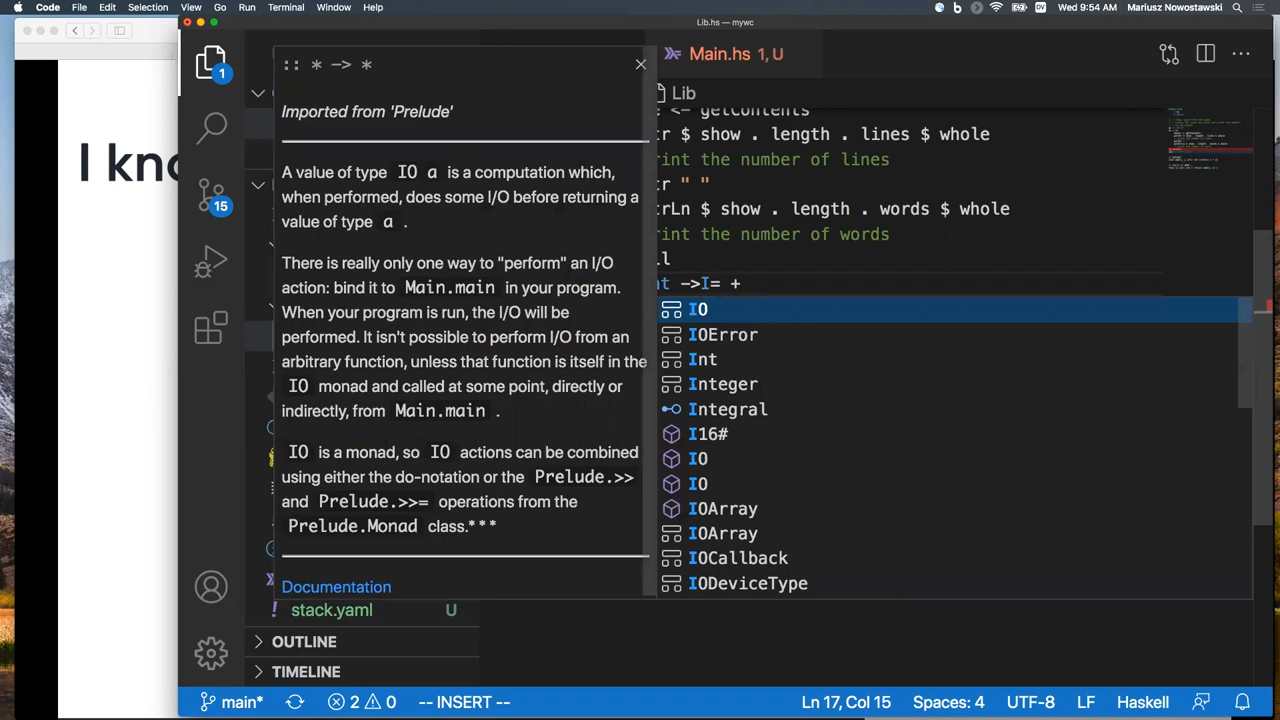 Code File Edit Selection View Go Run Terminal Window Help
DV Wed 9:54 AM Mariusz Nowostawski
Lib.hs — mywc
:: * -> *
Main.hs 1, U
1
Imported from 'Prelude'
Lib
<- getContents
I kno
tr $ show . length . lines $ whole
rint the number of lines
A value of type IO a is a computation which,
when performed, does some I/O before returning a
value of type a .
tr " "
trLn $ show . length . words $ whole
rint the number of words
15
There is really only one way to "perform" an I/O
action: bind it to Main.main in your program.
When your program is run, the I/O will be
performed. It isn't possible to perform I/O from an
arbitrary function, unless that function is itself in the
IO monad and called at some point, directly or
indirectly, from Main.main .
IO is a monad, so IO actions can be combined
using either the do-notation or the Prelude.>>
and Prelude.>>= operations from the
Prelude.Monad class.***
Documentation
ll
nt ->I= +
IO
IOError
Int
Integer
Integral
I16#
IO
IO
IOArray
IOArray
IOCallback
IODeviceType
stack.yaml U
OUTLINE
TIMELINE
main* 2 0 -- INSERT -- Ln 17, Col 15 Spaces: 4 UTF-8 LF Haskell